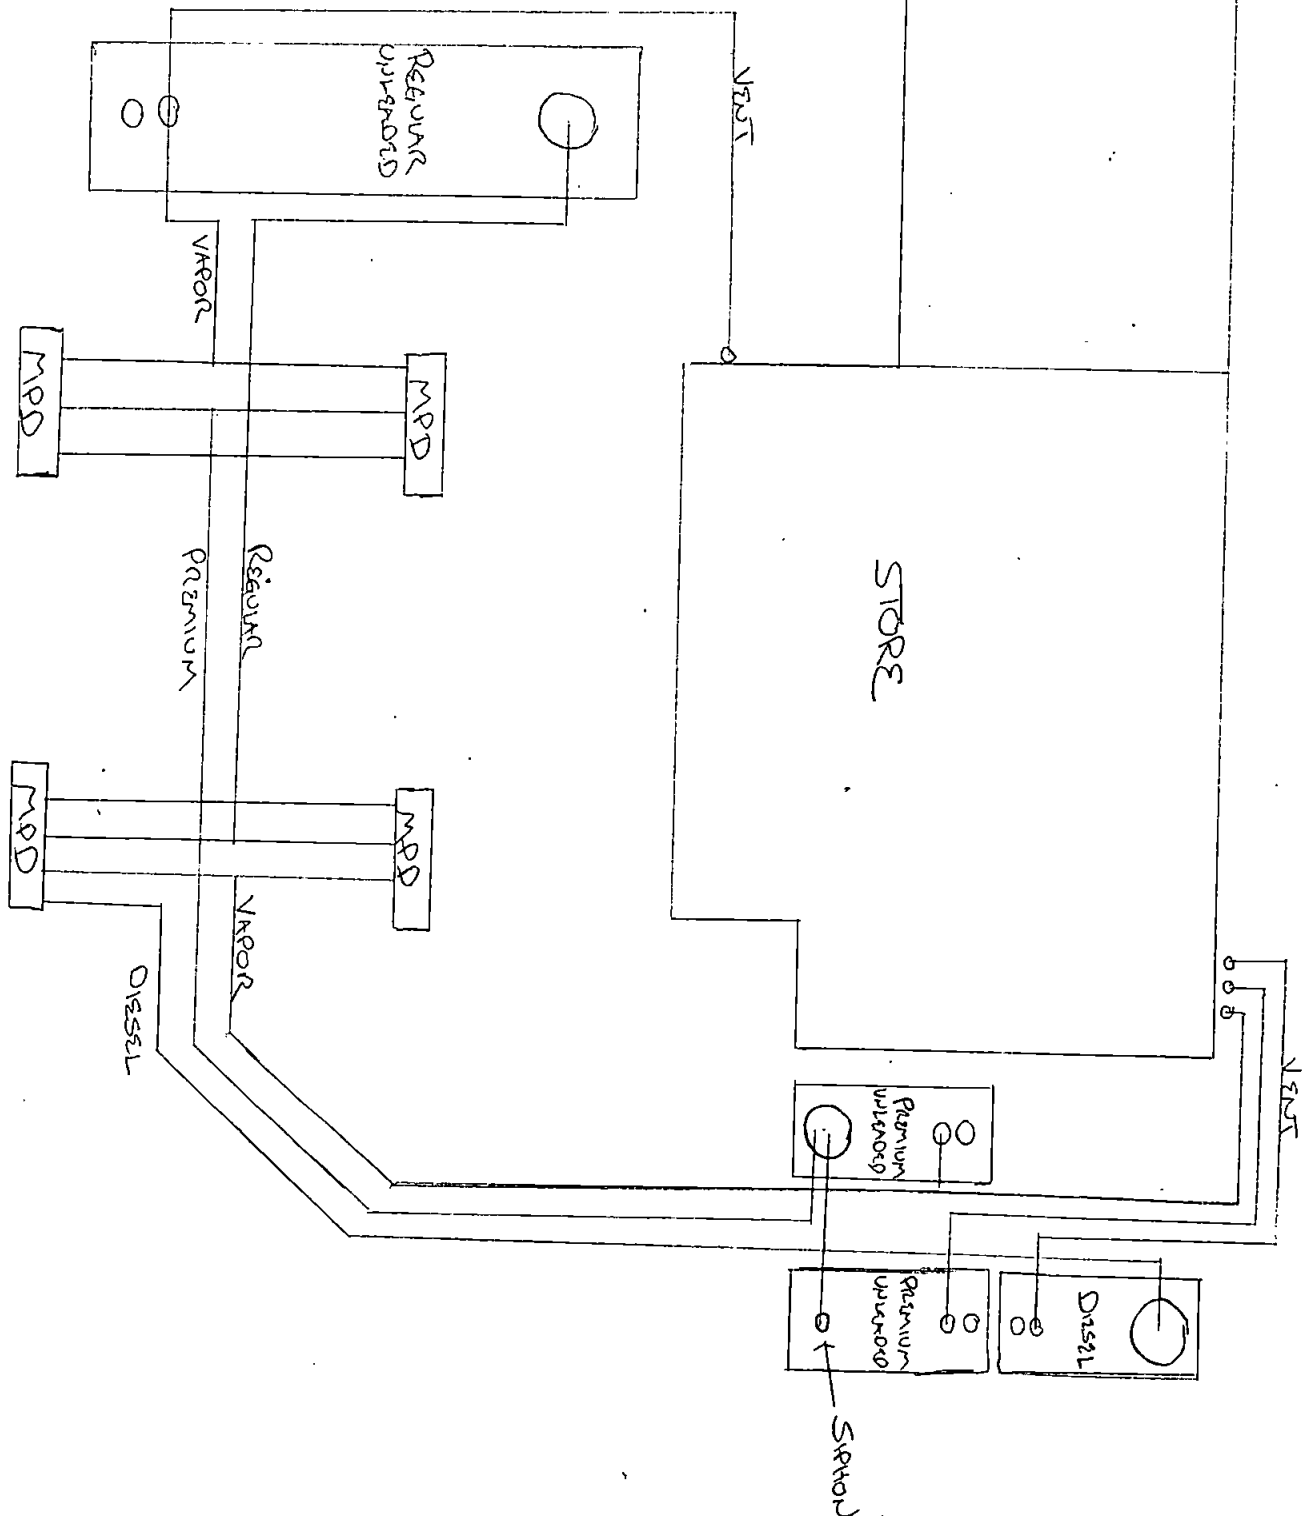 REGULAR
UNLEADED
VENT
VAPOR
MPD
MPD
REGULAR
PREMIUM
STORE
MPD
MPD
VAPOR
DIESEL
VENT
PREMIUM
UNLEADED
PREMIUM
UNLEADED
DIESEL
SIPHON